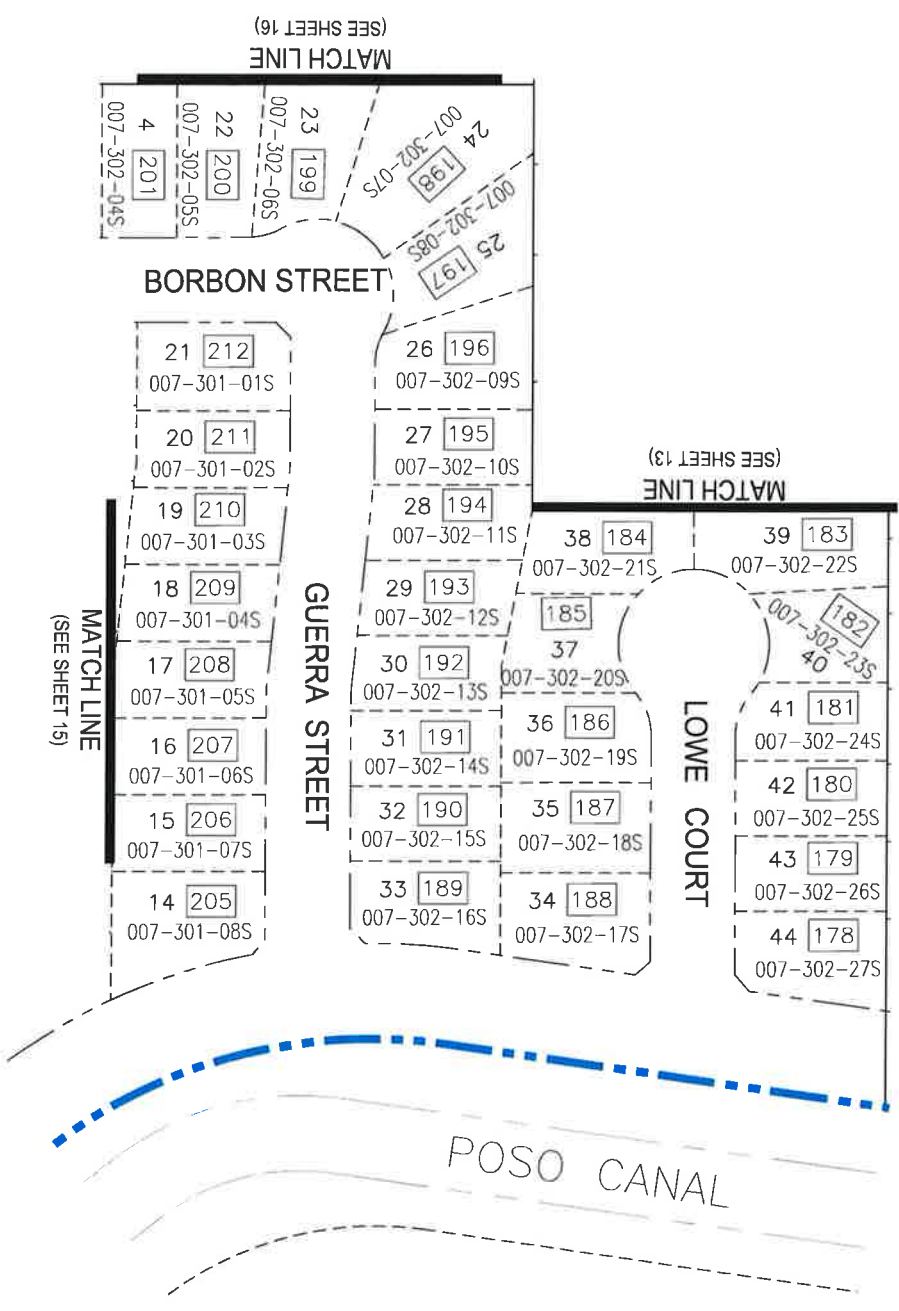 (SEE SHEET 16)
MATCH LINE
4 201
007-302-04S
22 200
007-302-05S
23 199
007-302-06S
24 198
007-302-07S
25 197
007-302-08S
BORBON STREET
21 212
007-301-01S
20 211
007-301-02S
19 210
007-301-03S
18 209
007-301-04S
17 208
007-301-05S
16 207
007-301-06S
15 206
007-301-07S
14 205
007-301-08S
MATCH LINE
(SEE SHEET 15)
GUERRA STREET
26 196
007-302-09S
27 195
007-302-10S
28 194
007-302-11S
29 193
007-302-12S
30 192
007-302-13S
31 191
007-302-14S
32 190
007-302-15S
33 189
007-302-16S
(SEE SHEET 13)
MATCH LINE
38 184
007-302-21S
185
37
007-302-20S
36 186
007-302-19S
35 187
007-302-18S
34 188
007-302-17S
LOWE COURT
39 183
007-302-22S
182
007-302-23S
40
41 181
007-302-24S
42 180
007-302-25S
43 179
007-302-26S
44 178
007-302-27S
POSO CANAL